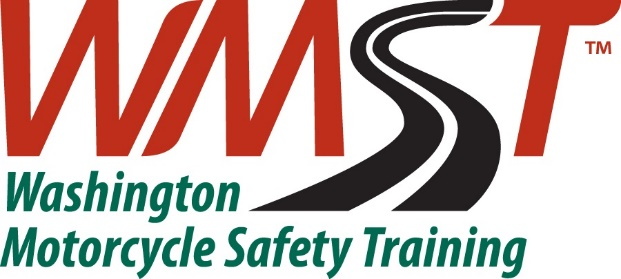 WMST™
Washington
Motorcycle Safety Training